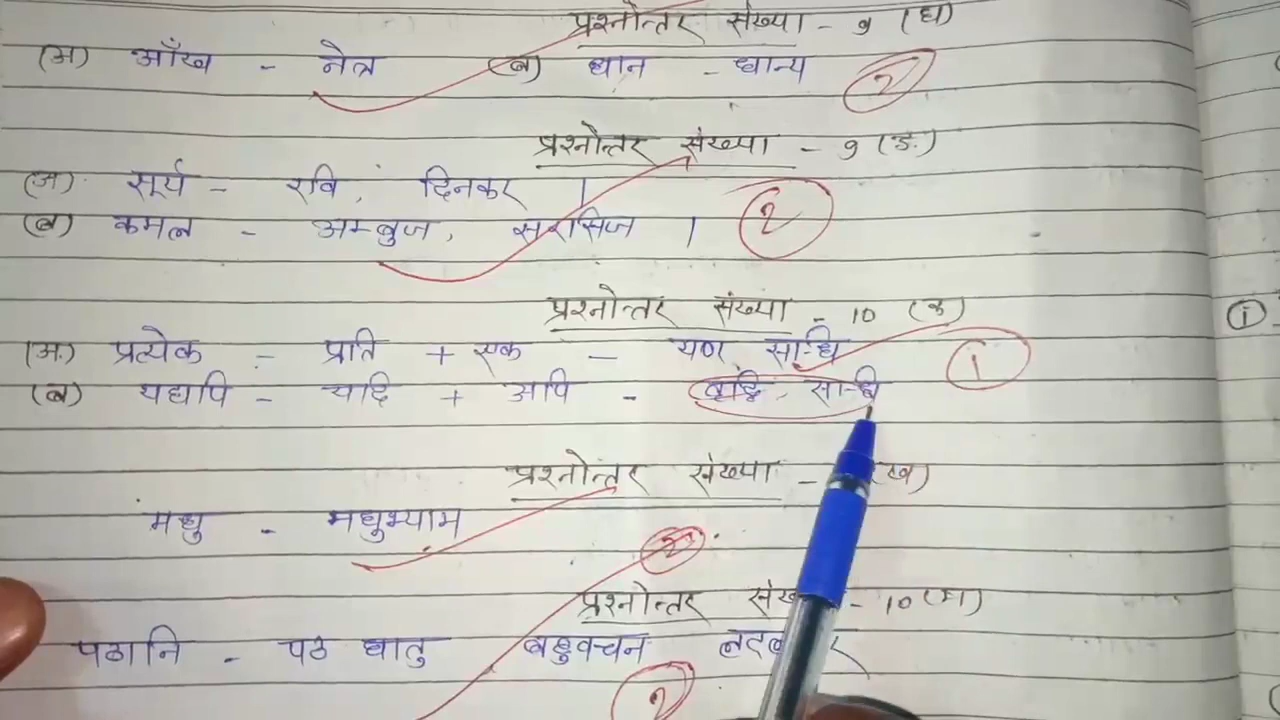 प्रश्नोन्तर संख्या - 9 (घ)
(अ) आँख - नेत्र (ब) धान - धान्य 2
प्रश्नोन्तर संख्या - 9 (ङ)
(अ) सूर्य - रवि, दिनकर ।
(ब) कमल - अम्बुज, सरसिज । 2
प्रश्नोन्तर संख्या - 10 (क)
(अ) प्रत्येक - प्रति + एक - यण सन्धि 1
(ब) यद्यपि - यदि + अपि - वृद्धि सन्धि
प्रश्नोन्तर संख्या - (ख)
मधु - मधुभ्याम
प्रश्नोन्तर - 10 (ग)
पठानि - पठ धातु बहुवचन 2
i